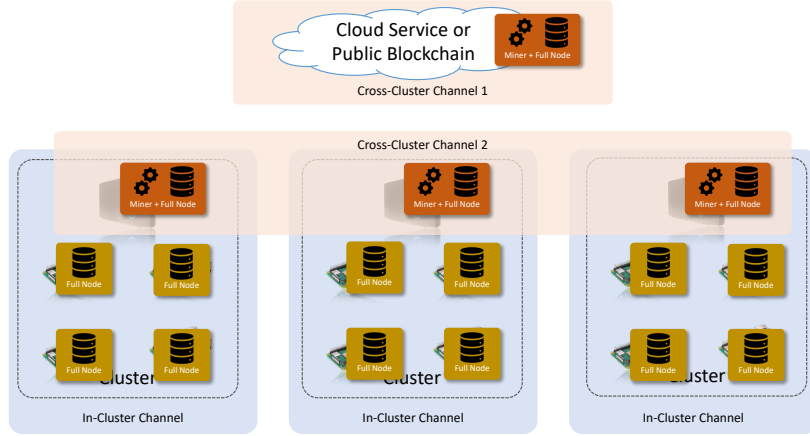 Cloud Service or
Public Blockchain
Miner + Full Node
Cross-Cluster Channel 1
Cross-Cluster Channel 2
Miner + Full Node
Miner + Full Node
Miner + Full Node
Full Node
Full Node
Full Node
Full Node
Full Node
Full Node
Full Node
Full Node
Full Node
Full Node
Full Node
Full Node
Cluster
Cluster
Cluster
In-Cluster Channel
In-Cluster Channel
In-Cluster Channel